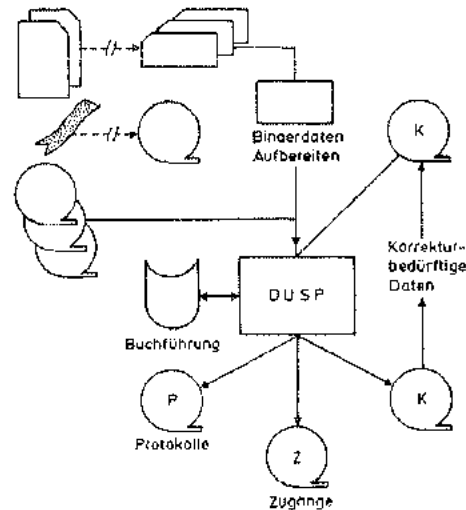 Binaerdaten
Aufbereiten
K
Korrektur-
bedürftige
Daten
DUSP
Buchführung
P
K
Protokolle
Z
Zugänge